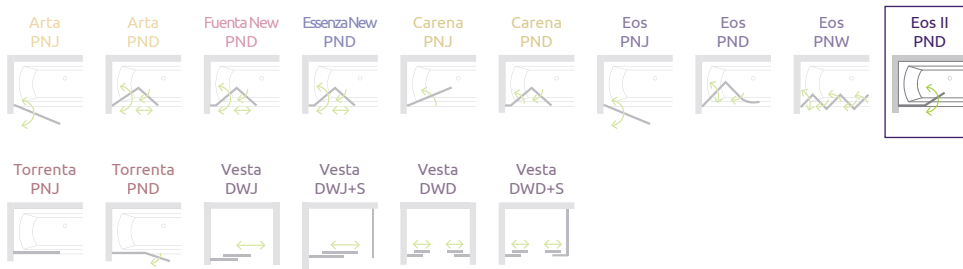 Arta
PNJ
Arta
PND
Fuenta New
PND
Essenza New
PND
Carena
PNJ
Carena
PND
Eos
PNJ
Eos
PND
Eos
PNW
Eos II
PND
Torrenta
PNJ
Torrenta
PND
Vesta
DWJ
Vesta
DWJ+S
Vesta
DWD
Vesta
DWD+S